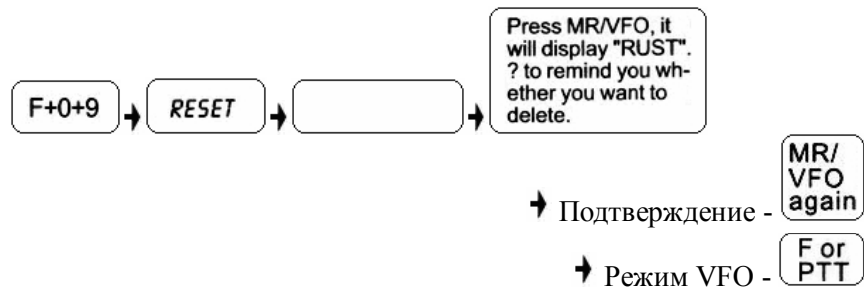 Press MR/VFO, it
will display "RUST".
? to remind you wh-
ether you want to
delete.
F+0+9
RESET
MR/
VFO
again
Подтверждение -
F or
PTT
Режим VFO -